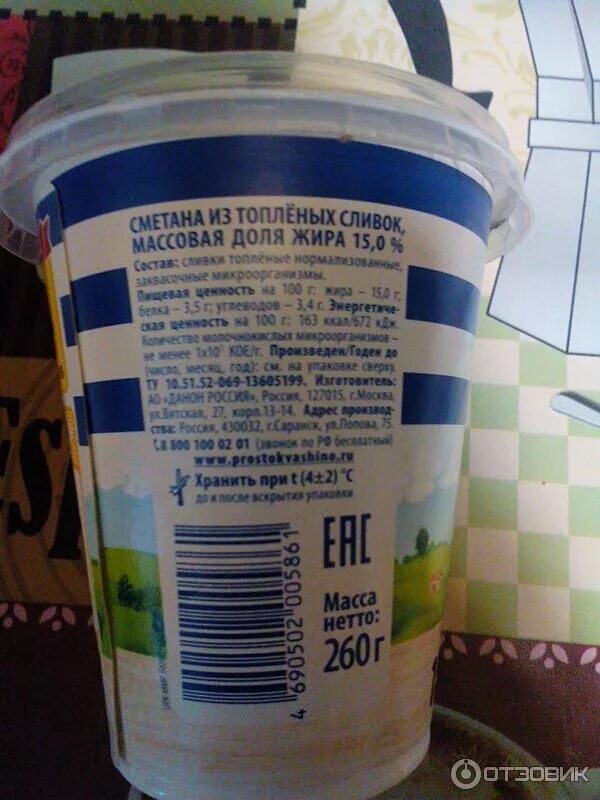 СМЕТАНА ИЗ ТОПЛЁНЫХ СЛИВОК,
МАССОВАЯ ДОЛЯ ЖИРА 15,0 %
Состав: сливки топлёные нормализованные,
заквасочные микроорганизмы.
Пищевая ценность на 100 г: жира – 15,0 г;
белка – 3,5 г; углеводов – 3,4 г. Энергетиче-
ская ценность на 100 г: 163 ккал/672 кДж.
Количество молочнокислых микроорганизмов –
не менее 1х10⁷ КОЕ/г. Произведен/Годен до
(число, месяц, год): см. на упаковке сверху.
ТУ 10.51.52-069-13605199. Изготовитель:
АО «ДАНОН РОССИЯ», Россия, 127015, г.Москва,
ул.Вятская, 27, корп.13-14. Адрес производ-
ства: Россия, 430032, г.Саранск, ул.Попова, 75.
8 800 100 02 01 (звонок по РФ бесплатный)
www.prostokvashino.ru
Хранить при t (4±2) °C
до и после вскрытия упаковки
EAC
Масса
нетто:
260 г
4 690502 005861
ОТЗОВИК